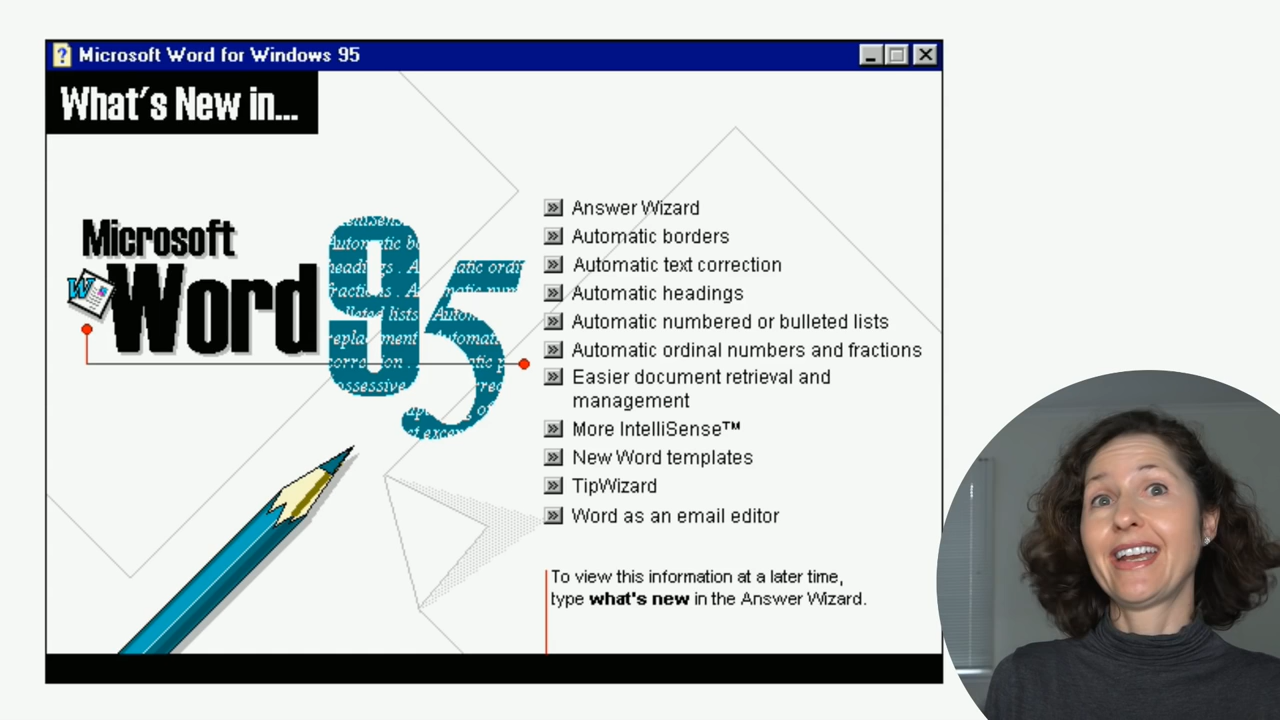 Microsoft Word for Windows 95
What's New in...
Microsoft
Word 95
W
Answer Wizard
Automatic borders
Automatic text correction
Automatic headings
Automatic numbered or bulleted lists
Automatic ordinal numbers and fractions
Easier document retrieval and
management
More IntelliSense™
New Word templates
TipWizard
Word as an email editor
To view this information at a later time,
type what's new in the Answer Wizard.